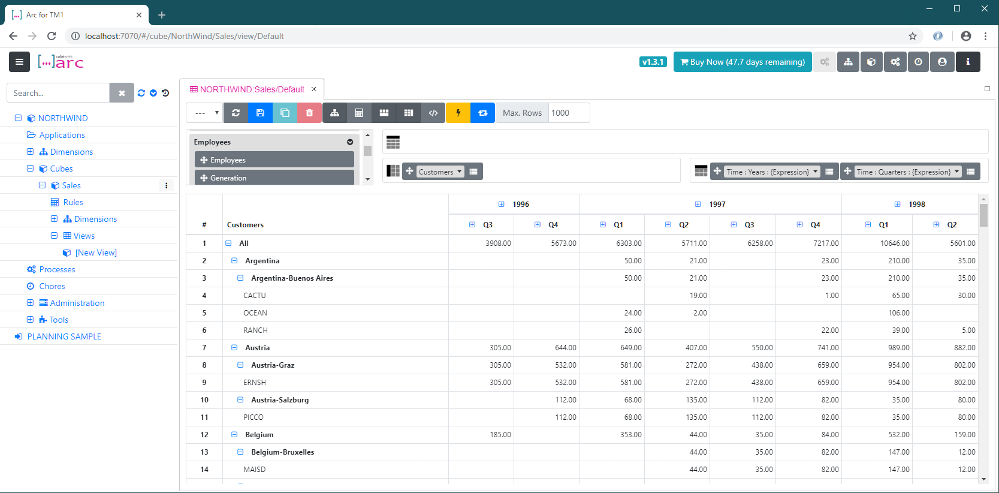 [...] Arc for TM1
localhost:7070/#/cube/NorthWind/Sales/view/Default
[...] cubewise arc
v1.3.1
Buy Now (47.7 days remaining)
Search...
NORTHWIND
Applications
Dimensions
Cubes
Sales
Rules
Dimensions
Views
[New View]
Processes
Chores
Administration
Tools
PLANNING SAMPLE
NORTHWIND:Sales/Default
---
Max. Rows 1000
Employees
Employees
Generation
Customers
Time : Years : {Expression}
Time : Quarters : {Expression}
1996 1997 1998
# Customers Q3 Q4 Q1 Q2 Q3 Q4 Q1 Q2
1 All 3908.00 5673.00 6303.00 5711.00 6258.00 7217.00 10646.00 5601.00
2 Argentina 50.00 21.00 23.00 210.00 35.00
3 Argentina-Buenos Aires 50.00 21.00 23.00 210.00 35.00
4 CACTU 19.00 1.00 65.00 30.00
5 OCEAN 24.00 2.00 106.00
6 RANCH 26.00 22.00 39.00 5.00
7 Austria 305.00 644.00 649.00 407.00 550.00 741.00 989.00 882.00
8 Austria-Graz 305.00 532.00 581.00 272.00 438.00 659.00 954.00 802.00
9 ERNSH 305.00 532.00 581.00 272.00 438.00 659.00 954.00 802.00
10 Austria-Salzburg 112.00 68.00 135.00 112.00 82.00 35.00 80.00
11 PICCO 112.00 68.00 135.00 112.00 82.00 35.00 80.00
12 Belgium 185.00 353.00 44.00 35.00 84.00 532.00 159.00
13 Belgium-Bruxelles 44.00 35.00 82.00 147.00 12.00
14 MAISD 44.00 35.00 82.00 147.00 12.00